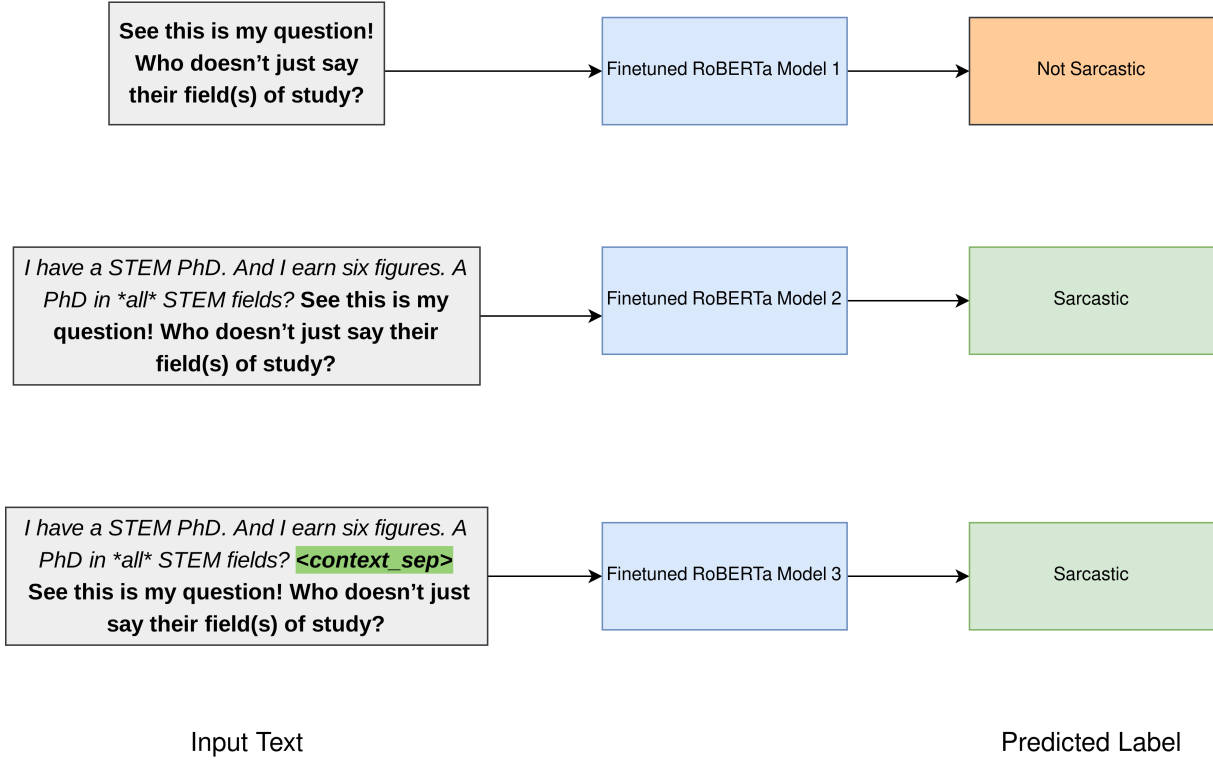 See this is my question!
Who doesn’t just say
their field(s) of study?
Finetuned RoBERTa Model 1
Not Sarcastic
I have a STEM PhD. And I earn six figures. A
PhD in *all* STEM fields? See this is my
question! Who doesn’t just say their
field(s) of study?
Finetuned RoBERTa Model 2
Sarcastic
I have a STEM PhD. And I earn six figures. A
PhD in *all* STEM fields? <context_sep>
See this is my question! Who doesn’t just
say their field(s) of study?
Finetuned RoBERTa Model 3
Sarcastic
Input Text
Predicted Label